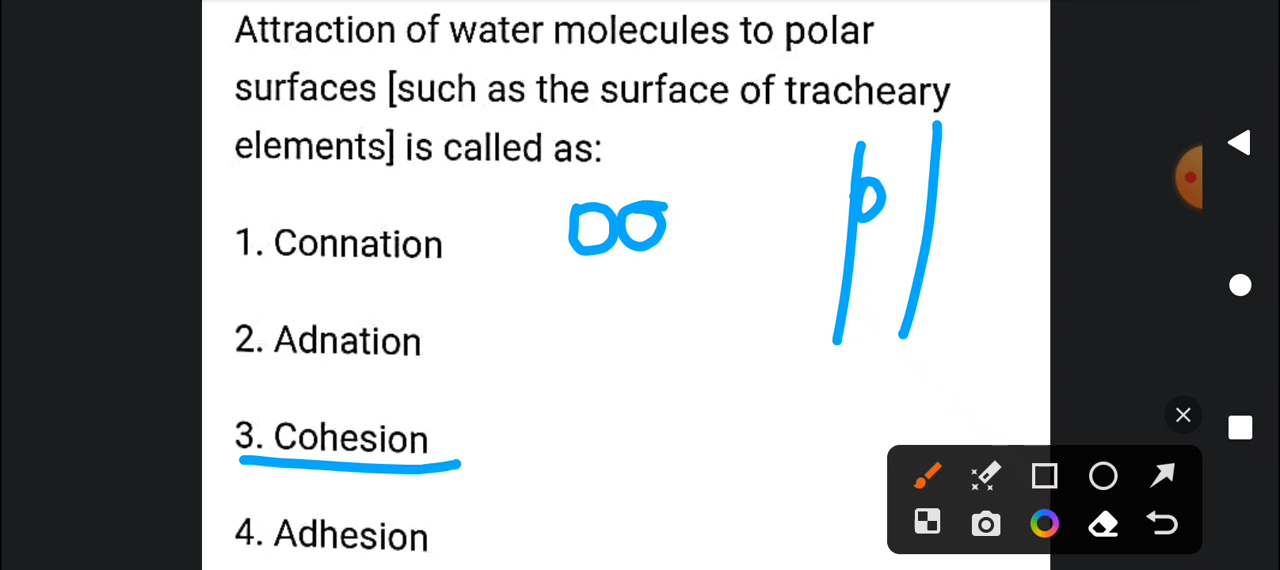 Attraction of water molecules to polar
surfaces [such as the surface of tracheary
elements] is called as:
1. Connation
2. Adnation
3. Cohesion
4. Adhesion